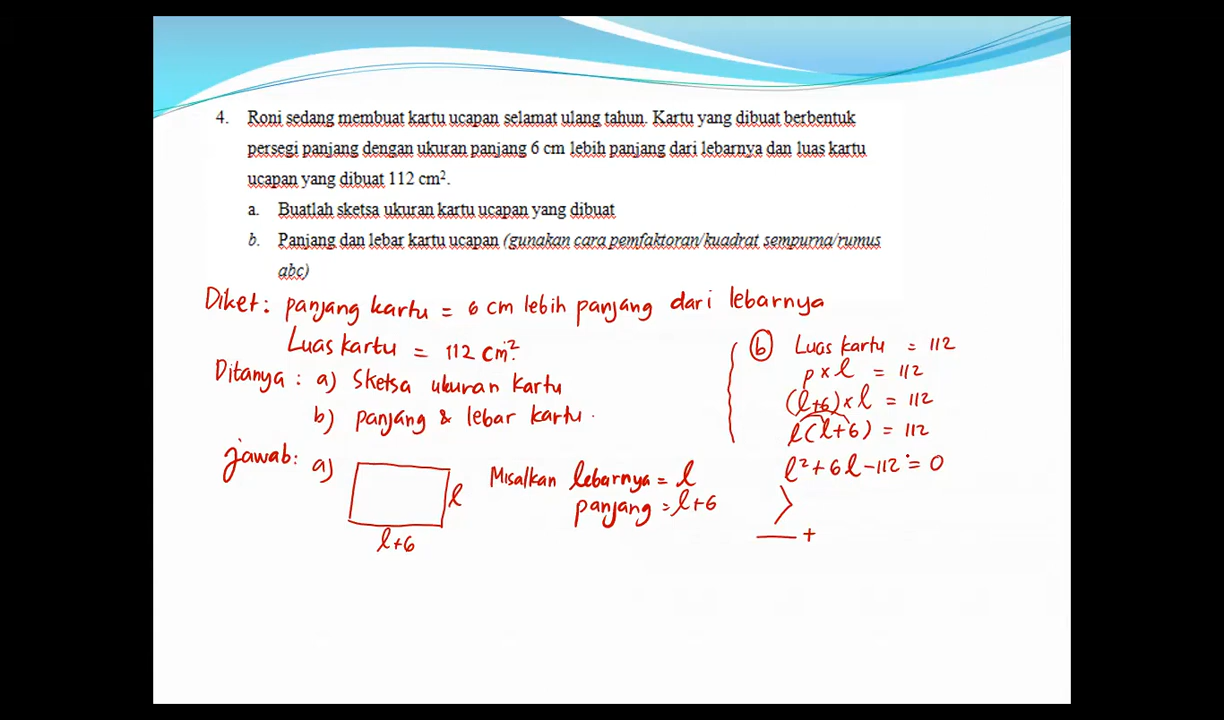 4. Roni sedang membuat kartu ucapan selamat ulang tahun. Kartu yang dibuat berbentuk
persegi panjang dengan ukuran panjang 6 cm lebih panjang dari lebarnya dan luas kartu
ucapan yang dibuat 112 cm².
a. Buatlah sketsa ukuran kartu ucapan yang dibuat
b. Panjang dan lebar kartu ucapan (gunakan cara pemfaktoran/kuadrat sempurna/rumus
abc)
Diket: panjang kartu = 6 cm lebih panjang dari lebarnya
Luas kartu = 112 cm².
Ditanya: a) Sketsa ukuran kartu
b) panjang & lebar kartu.
Jawab: a)
l
l+6
Misalkan lebarnya = l
panjang = l+6
b Luas kartu = 112
p x l = 112
(l+6) x l = 112
l(l+6) = 112
l²+6l-112 = 0
+